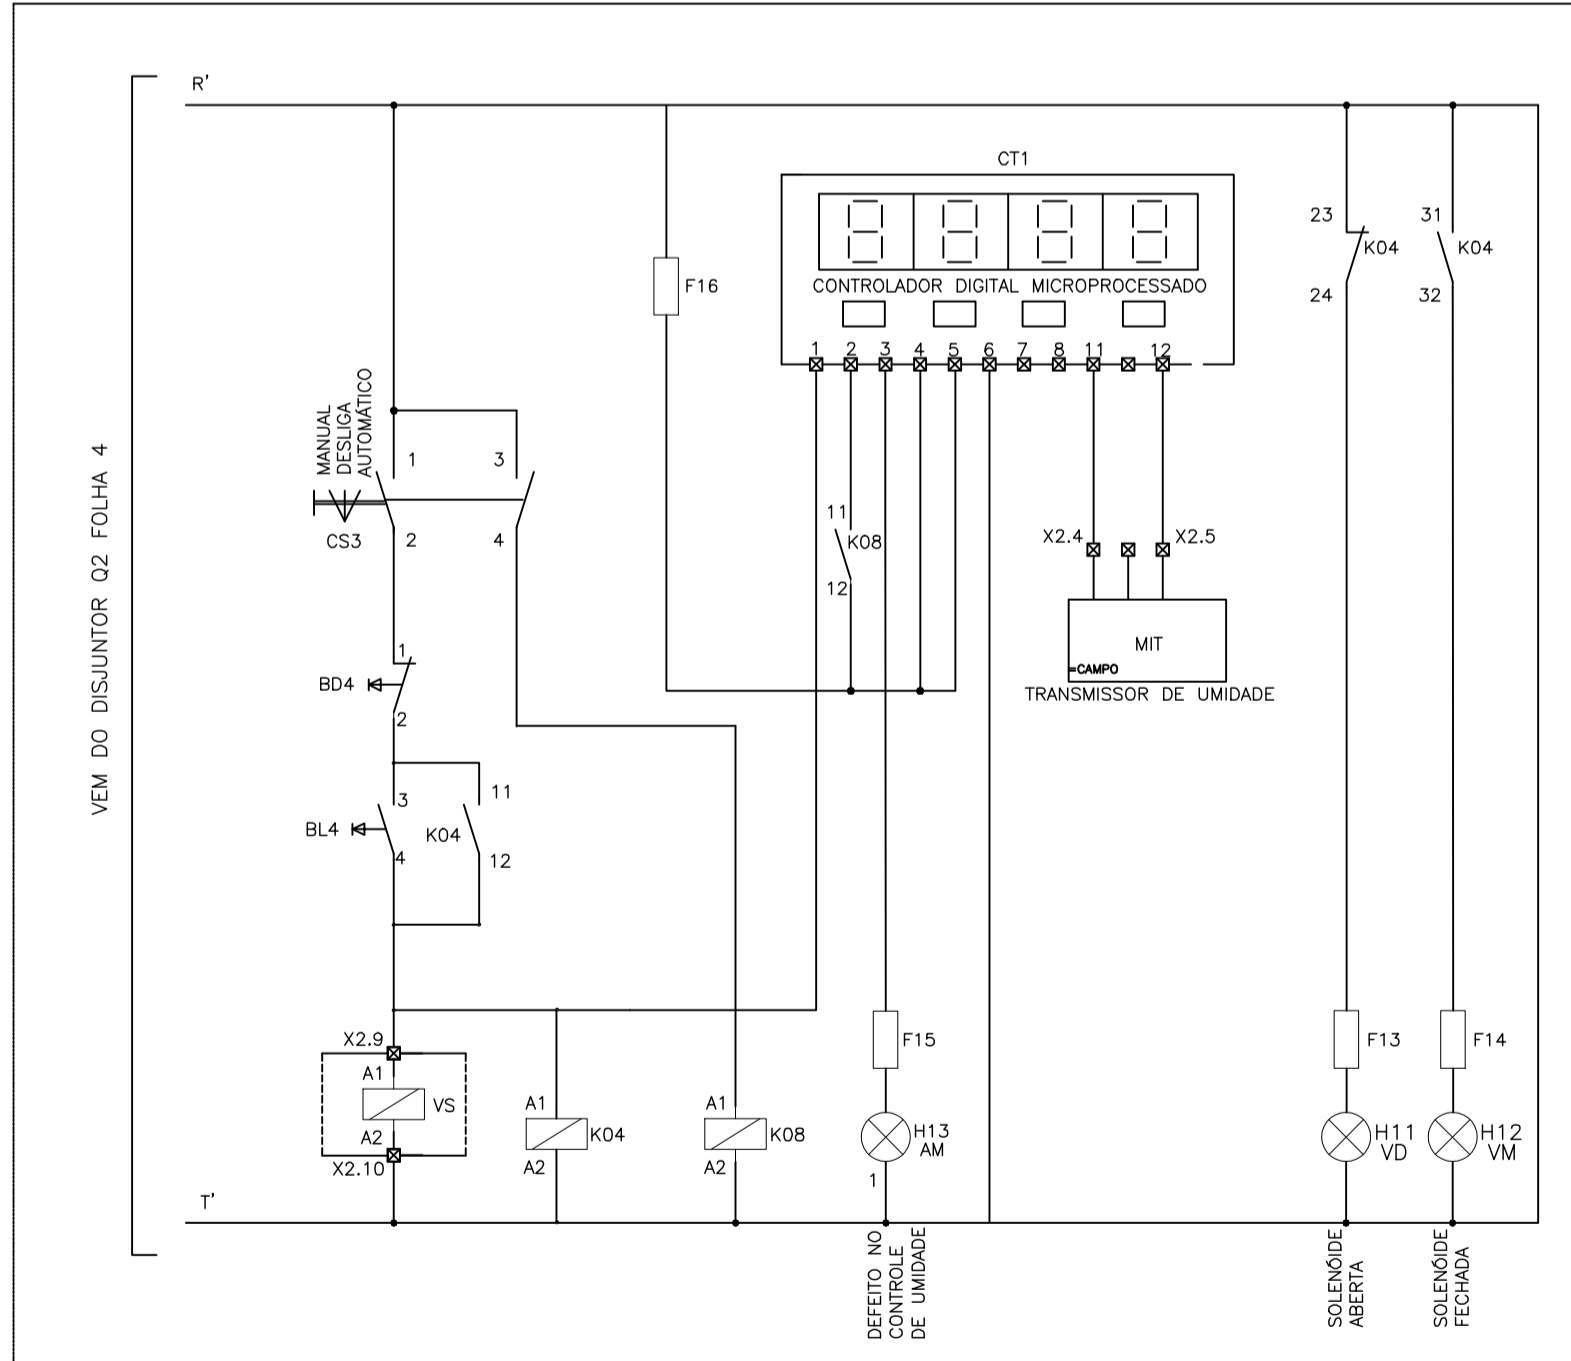 R'
VEM DO DISJUNTOR Q2 FOLHA 4
CT1
CONTROLADOR DIGITAL MICROPROCESSADO
1 2 3 4 5 6 7 8 11 12
F16
23
K04
24
31
K04
32
MANUAL
DESLIGA
AUTOMÁTICO
1
3
CS3
2
4
11
K08
12
X2.4
X2.5
MIT
=CAMPO
TRANSMISSOR DE UMIDADE
1
BD4
2
3
BL4
4
11
K04
12
X2.9
A1
VS
A2
X2.10
A1
K04
A2
A1
K08
A2
F15
H13
AM
1
F13
H11
VD
F14
H12
VM
T'
DEFEITO NO
CONTROLE
DE UMIDADE
SOLENÓIDE
ABERTA
SOLENÓIDE
FECHADA